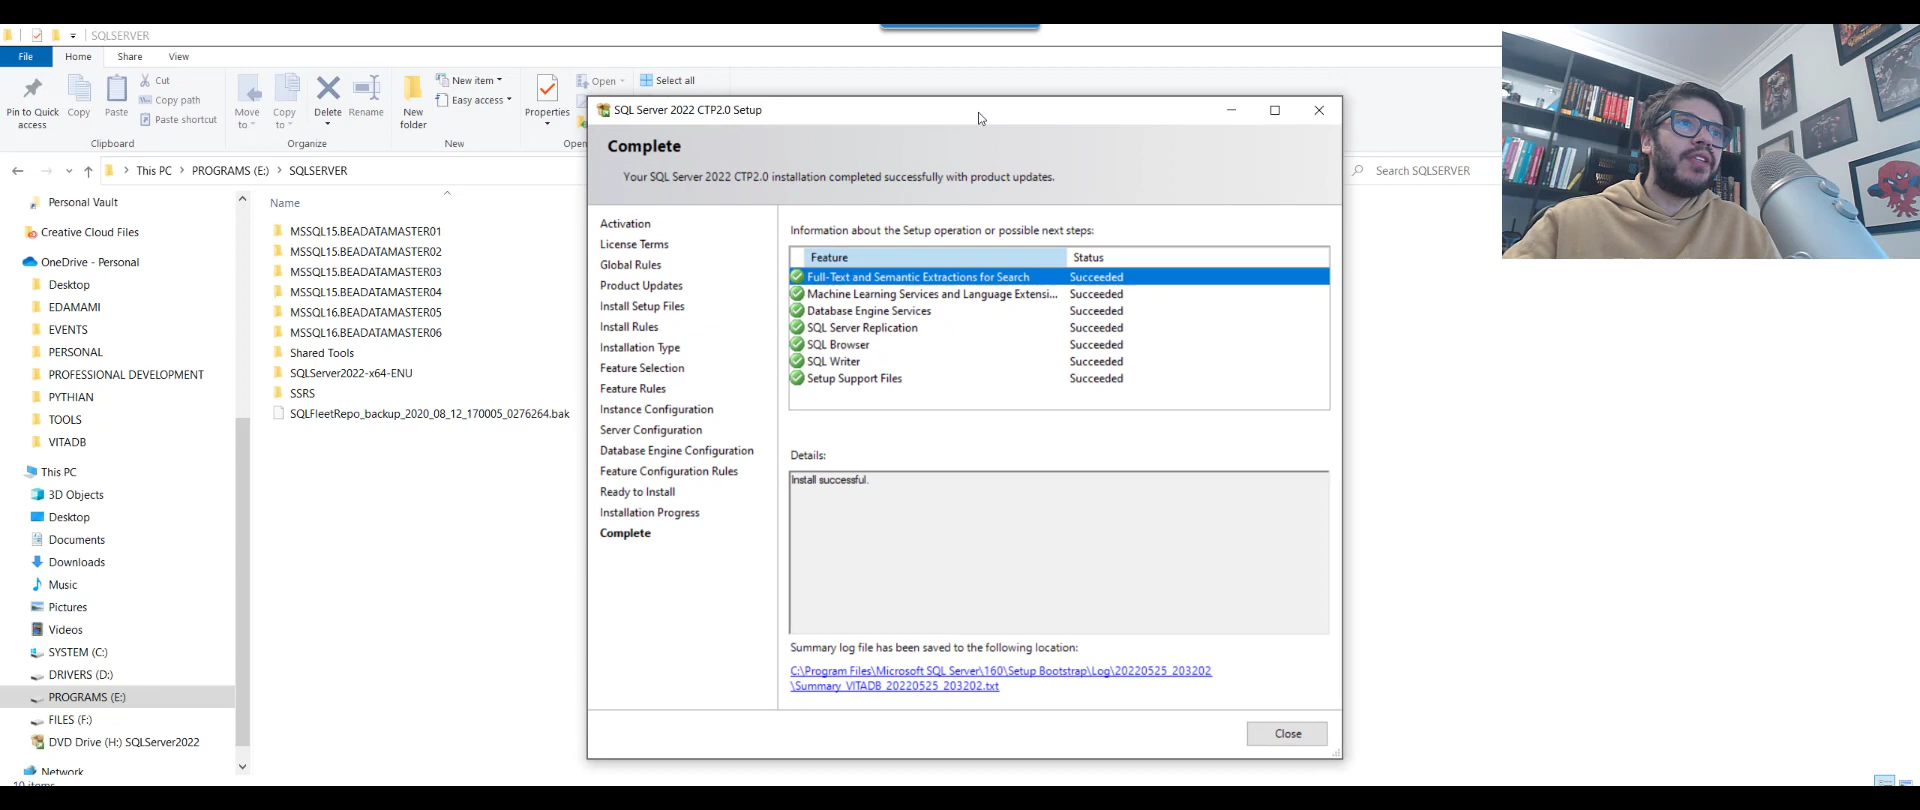 SQLSERVER
File Home Share View
Pin to Quick access
Copy
Paste
Cut
Copy path
Paste shortcut
Clipboard
Move to
Copy to
Delete
Rename
Organize
New folder
New item
Easy access
New
Properties
Open
Select all
Open
This PC PROGRAMS (E:) SQLSERVER
Search SQLSERVER
Personal Vault
Creative Cloud Files
OneDrive - Personal
Desktop
EDAMAMI
EVENTS
PERSONAL
PROFESSIONAL DEVELOPMENT
PYTHIAN
TOOLS
VITADB
This PC
3D Objects
Desktop
Documents
Downloads
Music
Pictures
Videos
SYSTEM (C:)
DRIVERS (D:)
PROGRAMS (E:)
FILES (F:)
DVD Drive (H:) SQLServer2022
Network
10 items
Name
MSSQL15.BEADATAMASTER01
MSSQL15.BEADATAMASTER02
MSSQL15.BEADATAMASTER03
MSSQL15.BEADATAMASTER04
MSSQL16.BEADATAMASTER05
MSSQL16.BEADATAMASTER06
Shared Tools
SQLServer2022-x64-ENU
SSRS
SQLFleetRepo_backup_2020_08_12_170005_0276264.bak
SQL Server 2022 CTP2.0 Setup
Complete
Your SQL Server 2022 CTP2.0 installation completed successfully with product updates.
Activation
License Terms
Global Rules
Product Updates
Install Setup Files
Install Rules
Installation Type
Feature Selection
Feature Rules
Instance Configuration
Server Configuration
Database Engine Configuration
Feature Configuration Rules
Ready to Install
Installation Progress
Complete
Information about the Setup operation or possible next steps:
Feature Status
Full-Text and Semantic Extractions for Search Succeeded
Machine Learning Services and Language Extensi... Succeeded
Database Engine Services Succeeded
SQL Server Replication Succeeded
SQL Browser Succeeded
SQL Writer Succeeded
Setup Support Files Succeeded
Details:
Install successful.
Summary log file has been saved to the following location:
C:\Program Files\Microsoft SQL Server\160\Setup Bootstrap\Log\20220525_203202
\Summary_VITADB_20220525_203202.txt
Close